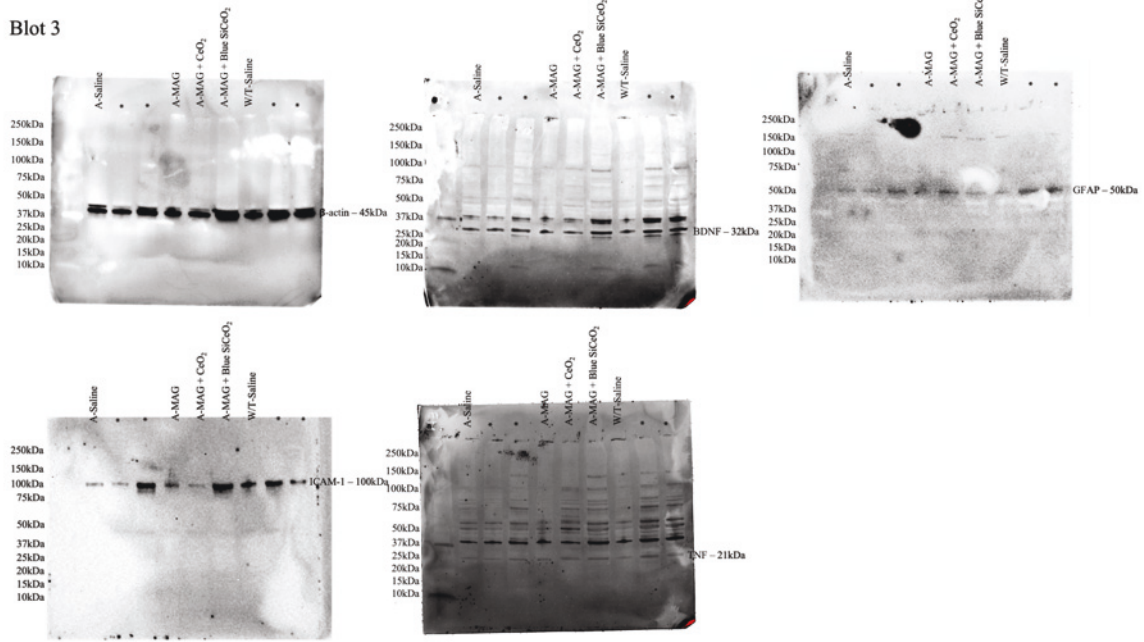 Blot 3
A-Saline
•
•
A-MAG
A-MAG + CeO₂
A-MAG + Blue SiCeO₂
W/T-Saline
•
•
250kDa
150kDa
100kDa
75kDa
50kDa
37kDa
25kDa
20kDa
15kDa
10kDa
β-actin – 45kDa
A-Saline
•
•
A-MAG
A-MAG + CeO₂
A-MAG + Blue SiCeO₂
W/T-Saline
•
•
250kDa
150kDa
100kDa
75kDa
50kDa
37kDa
25kDa
20kDa
15kDa
10kDa
BDNF – 32kDa
A-Saline
•
•
A-MAG
A-MAG + CeO₂
A-MAG + Blue
W/T-Saline
•
•
250kDa
150kDa
100kDa
75kDa
50kDa
37kDa
25kDa
20kDa
15kDa
10kDa
GFAP – 50kDa
A-Saline
•
•
A-MAG
A-MAG + CeO₂
A-MAG + Blue SiCeO₂
W/T-Saline
•
•
250kDa
150kDa
100kDa
75kDa
50kDa
37kDa
25kDa
20kDa
15kDa
10kDa
ICAM-1 – 100kDa
A-Saline
•
•
A-MAG
A-MAG + CeO₂
A-MAG + Blue SiCeO₂
W/T-Saline
•
•
250kDa
150kDa
100kDa
75kDa
50kDa
37kDa
25kDa
20kDa
15kDa
10kDa
TNF – 21kDa